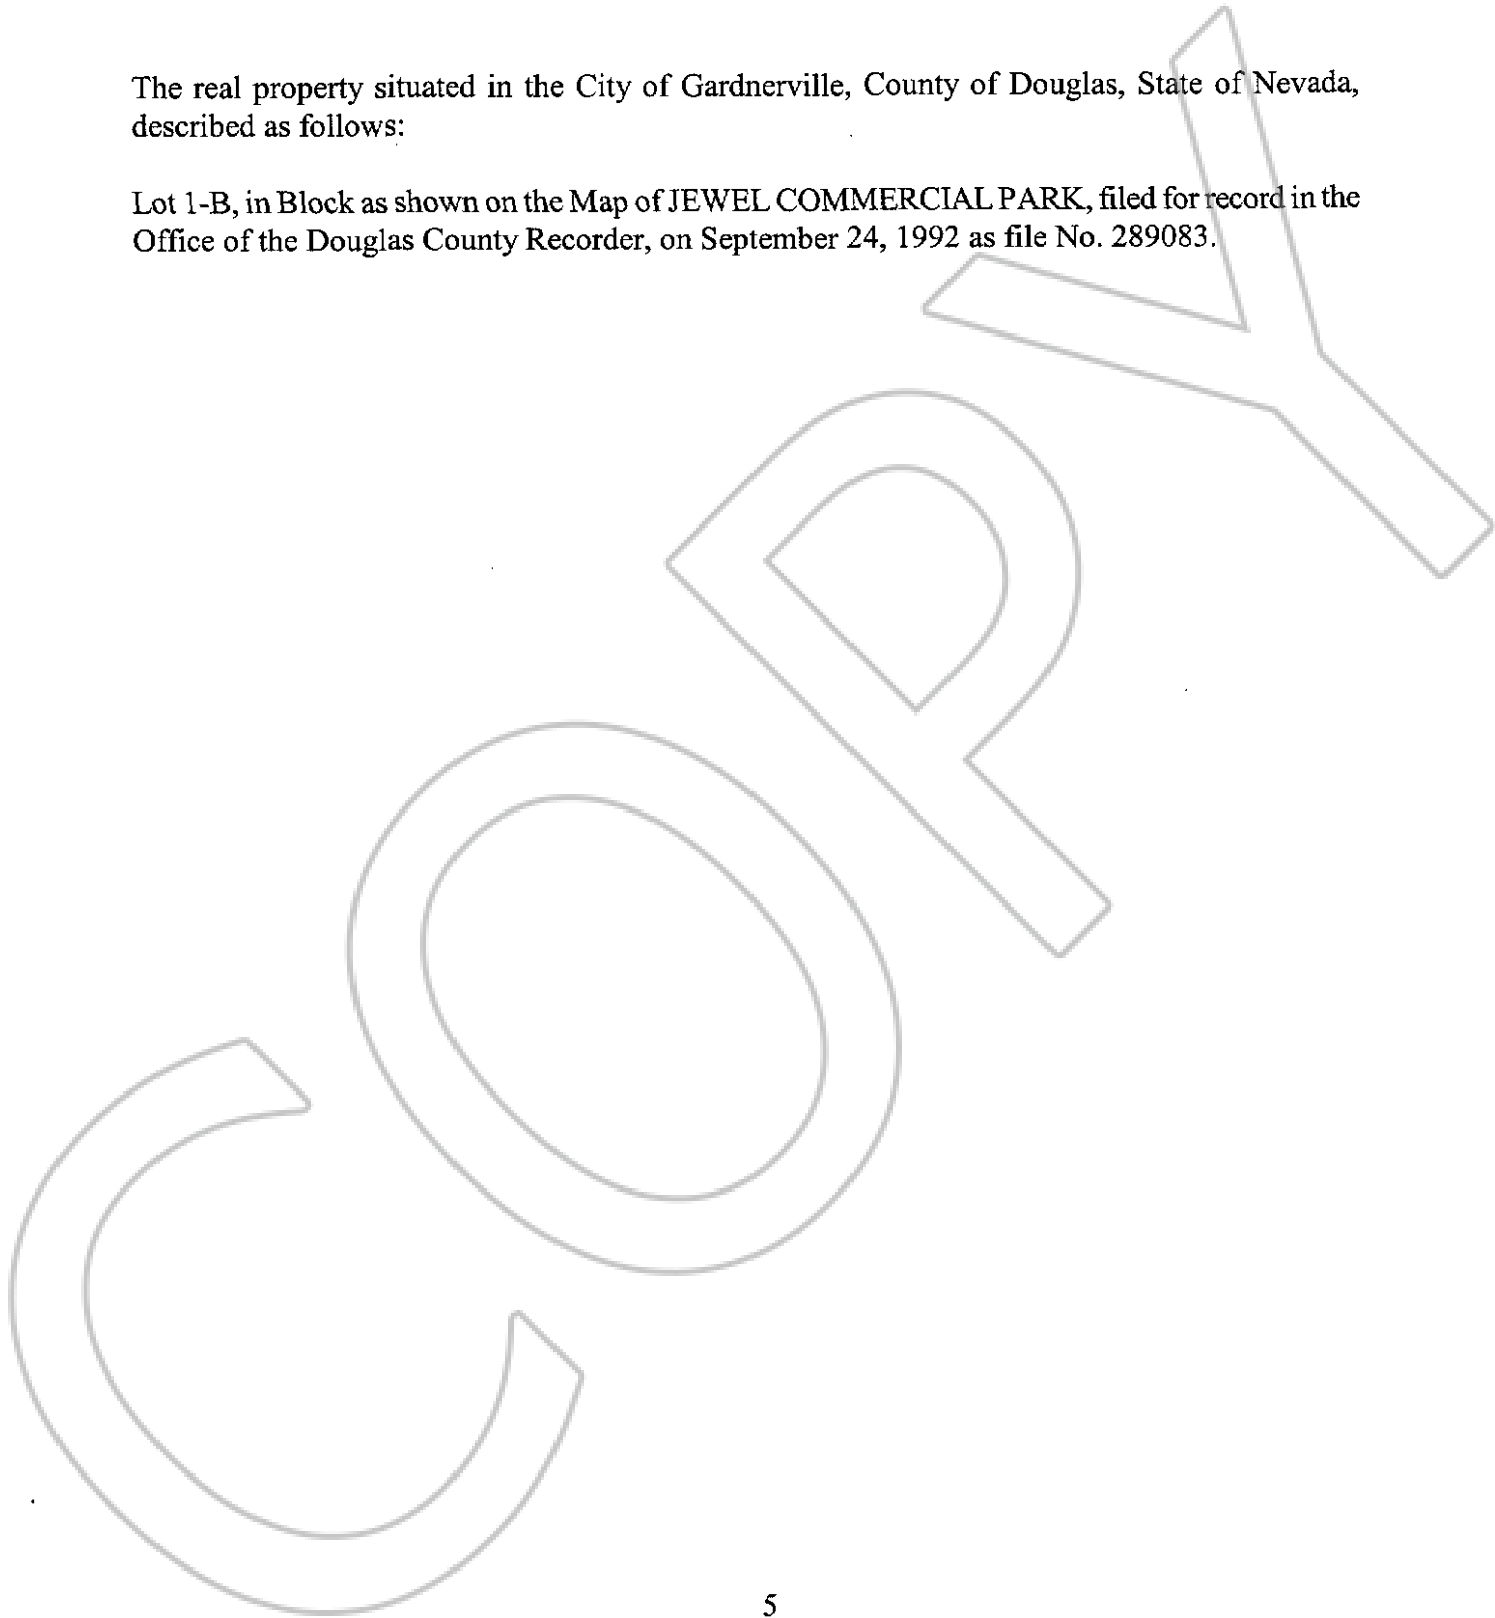 The real property situated in the City of Gardnerville, County of Douglas, State of Nevada,
described as follows:
Lot 1-B, in Block as shown on the Map of JEWEL COMMERCIAL PARK, filed for record in the
Office of the Douglas County Recorder, on September 24, 1992 as file No. 289083.
COPY
5